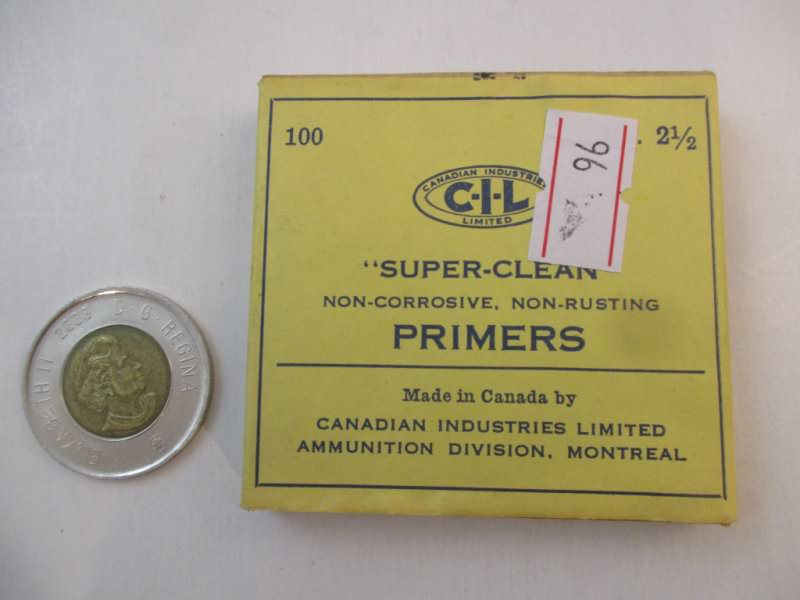 100
. 2½
.96
CANADIAN INDUSTRIES
C-I-L
LIMITED
"SUPER-CLEAN
NON-CORROSIVE, NON-RUSTING
PRIMERS
Made in Canada by
CANADIAN INDUSTRIES LIMITED
AMMUNITION DIVISION, MONTREAL
ELIZABETH II D·G·REGINA